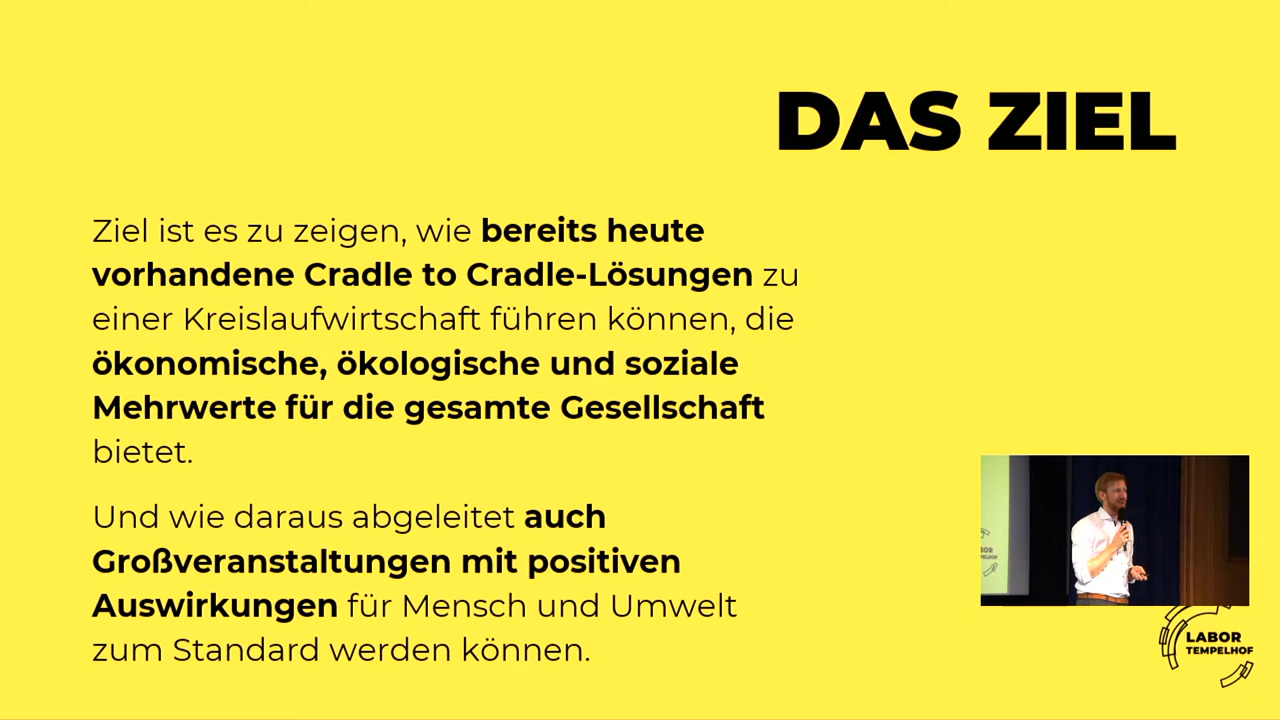 DAS ZIEL
Ziel ist es zu zeigen, wie bereits heute
vorhandene Cradle to Cradle-Lösungen zu
einer Kreislaufwirtschaft führen können, die
ökonomische, ökologische und soziale
Mehrwerte für die gesamte Gesellschaft
bietet.
Und wie daraus abgeleitet auch
Großveranstaltungen mit positiven
Auswirkungen für Mensch und Umwelt
zum Standard werden können.
LABOR
TEMPELHOF